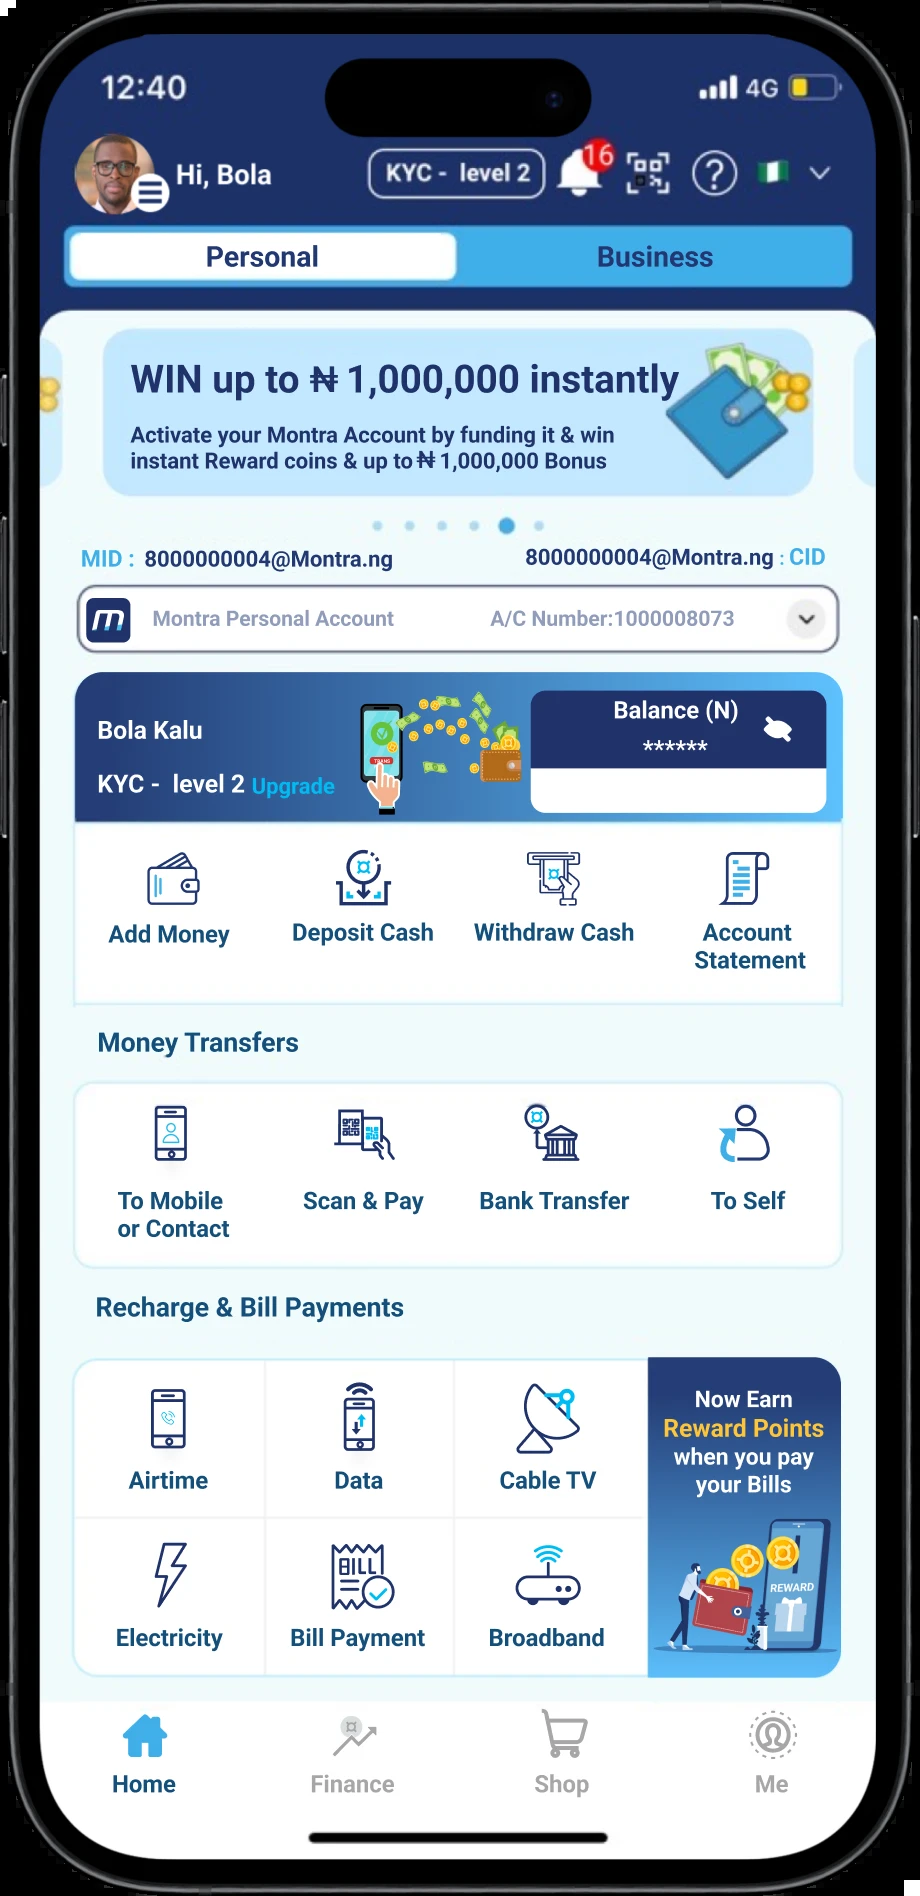 12:40
4G
Hi, Bola
KYC - level 2
16
Personal
Business
WIN up to ₦ 1,000,000 instantly
Activate your Montra Account by funding it & win
instant Reward coins & up to ₦ 1,000,000 Bonus
MID : 8000000004@Montra.ng
8000000004@Montra.ng : CID
m
Montra Personal Account
A/C Number:1000008073
Bola Kalu
KYC - level 2 Upgrade
TRANS
Balance (N)
******
Add Money
Deposit Cash
Withdraw Cash
Account
Statement
Money Transfers
To Mobile
or Contact
Scan & Pay
Bank Transfer
To Self
Recharge & Bill Payments
Airtime
Data
Cable TV
Now Earn
Reward Points
when you pay
your Bills
REWARD
Electricity
BILL
Bill Payment
Broadband
Home
Finance
Shop
Me